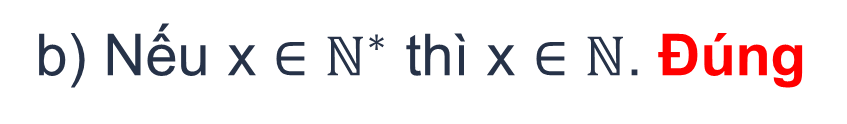 b) Nếu x ∈ ℕ* thì x ∈ ℕ. Đúng